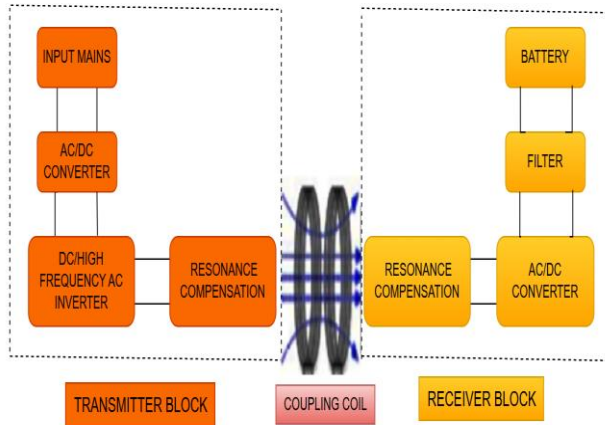 INPUT MAINS
AC/DC
CONVERTER
DC/HIGH
FREQUENCY AC
INVERTER
RESONANCE
COMPENSATION
BATTERY
FILTER
RESONANCE
COMPENSATION
AC/DC
CONVERTER
TRANSMITTER BLOCK
COUPLING COIL
RECEIVER BLOCK